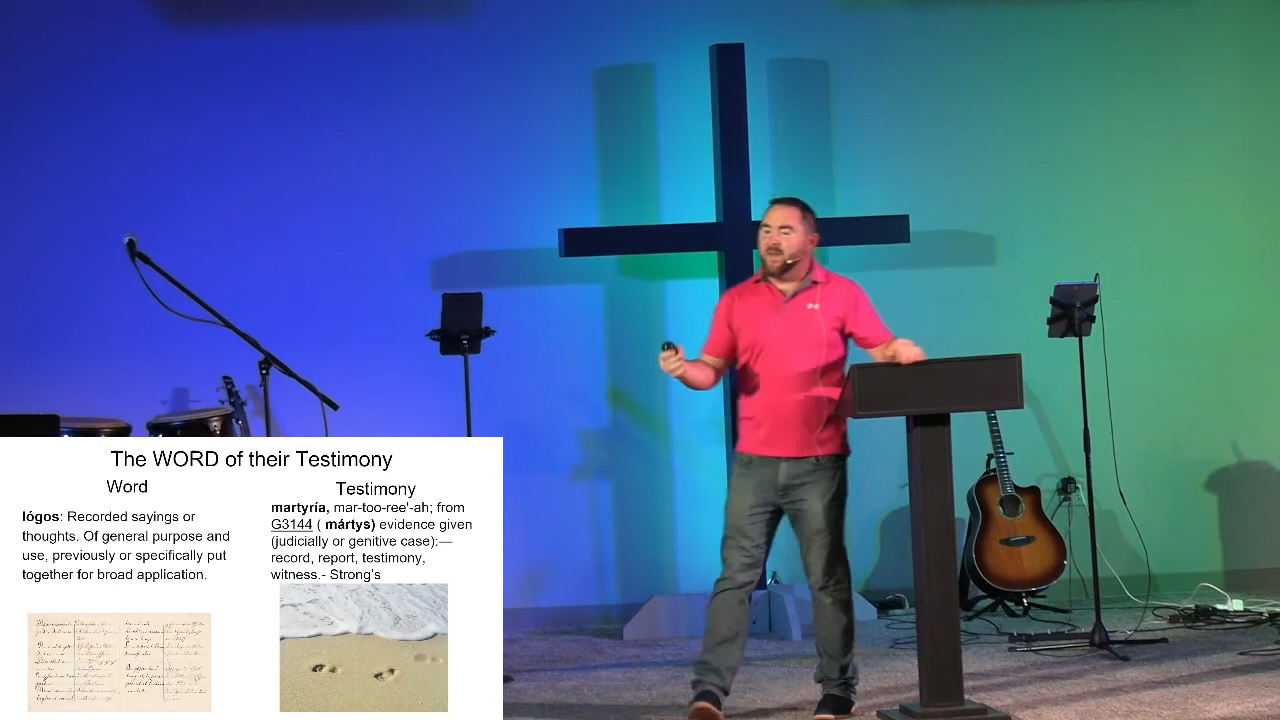 The WORD of their Testimony
Word
lógos: Recorded sayings or
thoughts. Of general purpose and
use, previously or specifically put
together for broad application.
Testimony
martyría, mar-too-ree'-ah; from
G3144 ( mártys) evidence given
(judicially or genitive case):—
record, report, testimony,
witness.- Strong's